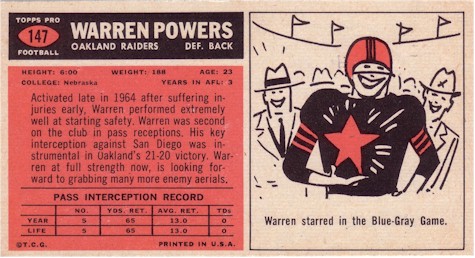 TOPPS PRO
147
FOOTBALL
WARREN POWERS
OAKLAND RAIDERS DEF. BACK
HEIGHT: 6:00 WEIGHT: 188 AGE: 23
COLLEGE: Nebraska YEARS IN AFL: 3
Activated late in 1964 after suffering in-
juries early, Warren performed extremely
well at starting safety. Warren was second
on the club in pass receptions. His key
interception against San Diego was in-
strumental in Oakland's 21-20 victory. War-
ren at full strength now, is looking for-
ward to grabbing many more enemy aerials.
PASS INTERCEPTION RECORD
NO. YDS. RET. AVG. RET. TDs
YEAR 5 65 13.0 0
LIFE 5 65 13.0 0
©T.C.G. PRINTED IN U.S.A.
Warren starred in the Blue-Gray Game.